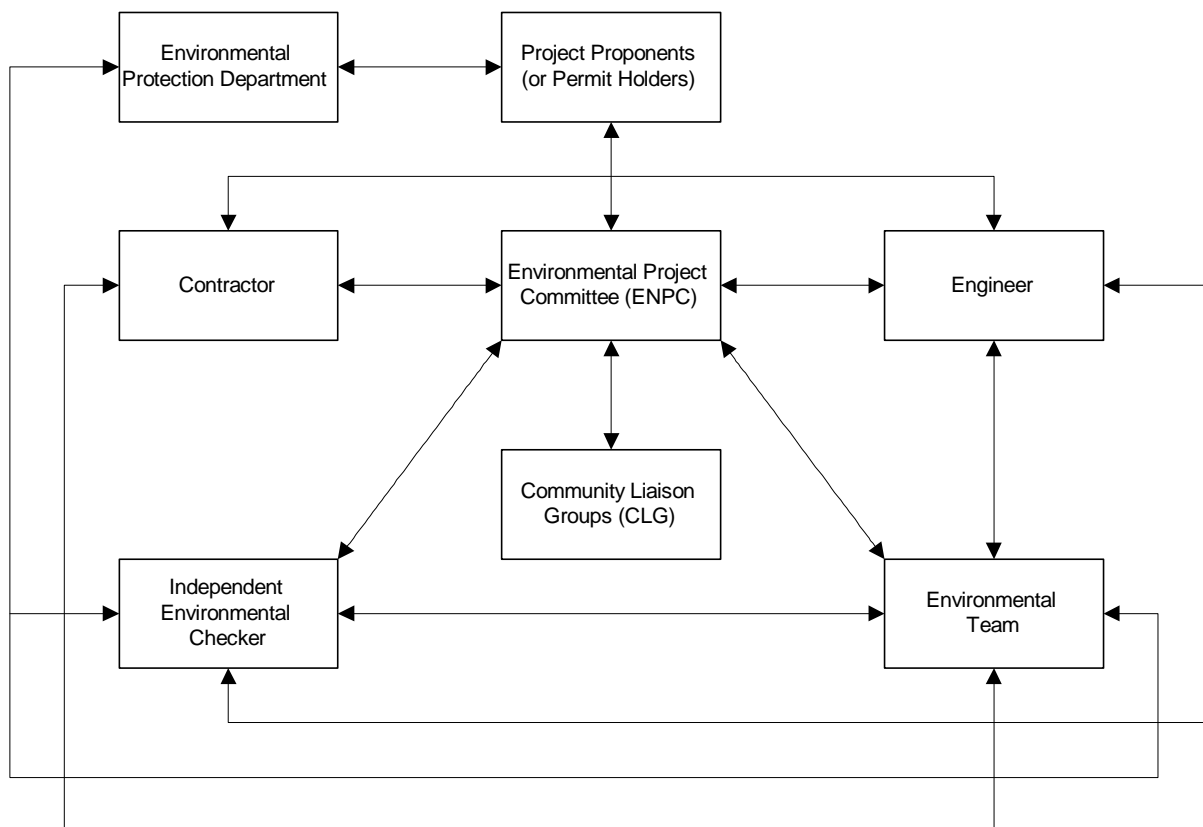 Environmental
Protection Department
Project Proponents
(or Permit Holders)
Contractor
Environmental Project
Committee (ENPC)
Engineer
Community Liaison
Groups (CLG)
Independent
Environmental
Checker
Environmental
Team